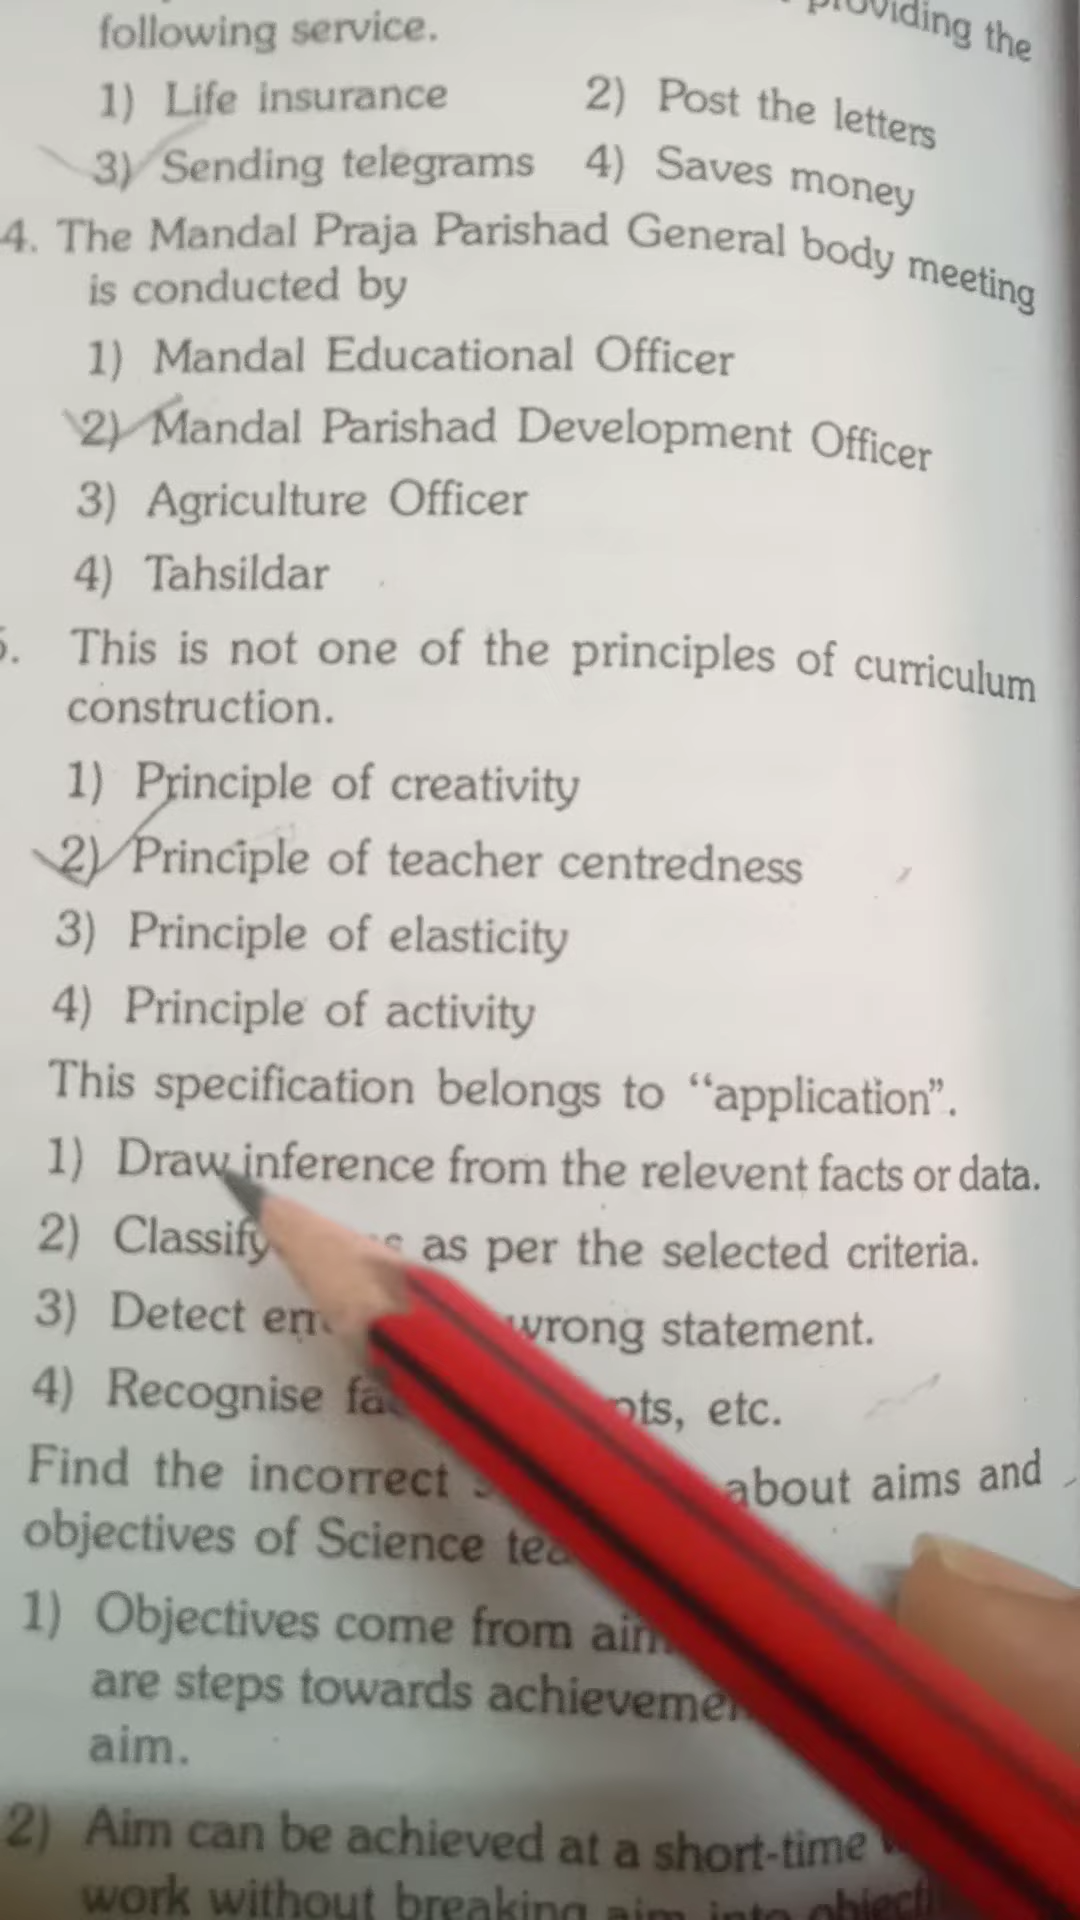 providing the
following service.
1) Life insurance 2) Post the letters
3) Sending telegrams 4) Saves money
4. The Mandal Praja Parishad General body meeting
is conducted by
1) Mandal Educational Officer
2) Mandal Parishad Development Officer
3) Agriculture Officer
4) Tahsildar
This is not one of the principles of curriculum
construction.
1) Principle of creativity
2) Principle of teacher centredness
3) Principle of elasticity
4) Principle of activity
This specification belongs to “application”.
1) Draw inference from the relevent facts or data.
2) Classify as per the selected criteria.
3) Detect wrong statement.
4) Recognise etc.
Find the incorrect about aims and
objectives of Science
1) Objectives come from
are steps towards
aim.
2) Aim can be achieved at a short-time
work without breaking aim into